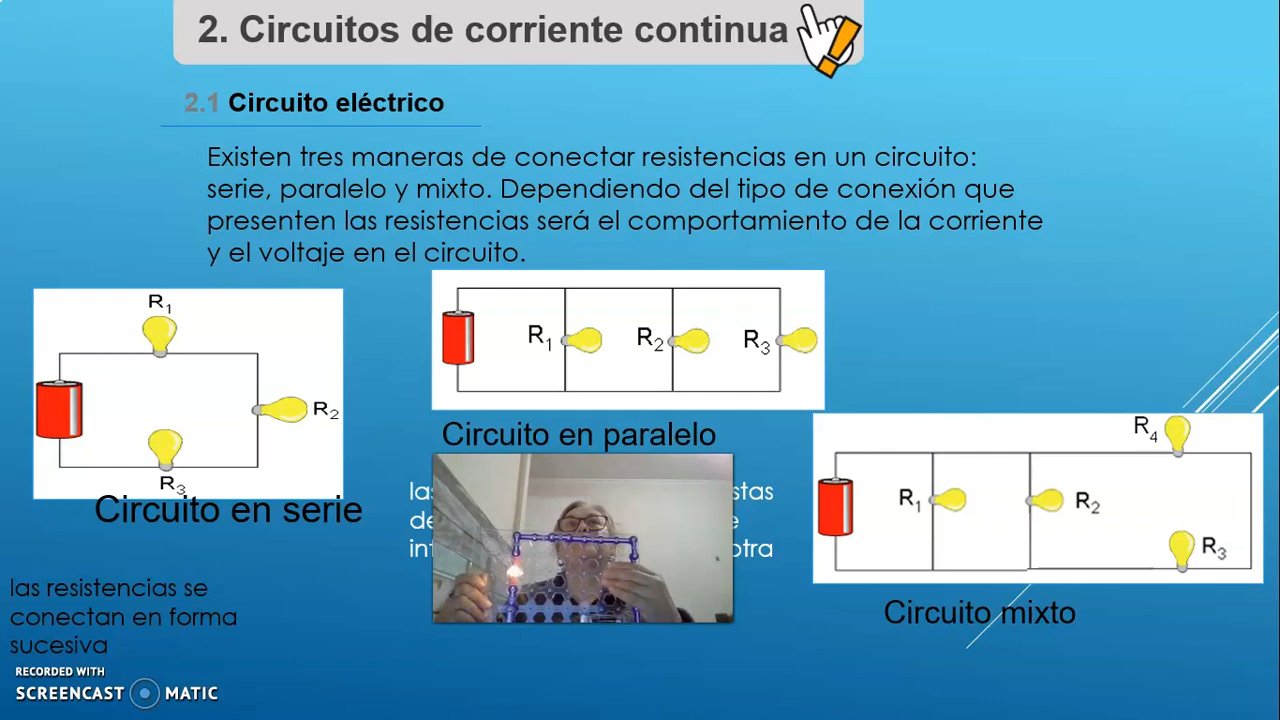 2. Circuitos de corriente continua
2.1 Circuito eléctrico
Existen tres maneras de conectar resistencias en un circuito:
serie, paralelo y mixto. Dependiendo del tipo de conexión que
presenten las resistencias será el comportamiento de la corriente
y el voltaje en el circuito.
R1
R2
R3
Circuito en serie
las resistencias se
conectan en forma
sucesiva
R1
R2
R3
Circuito en paralelo
otra
R4
R1
R2
R3
Circuito mixto
RECORDED WITH
SCREENCAST MATIC